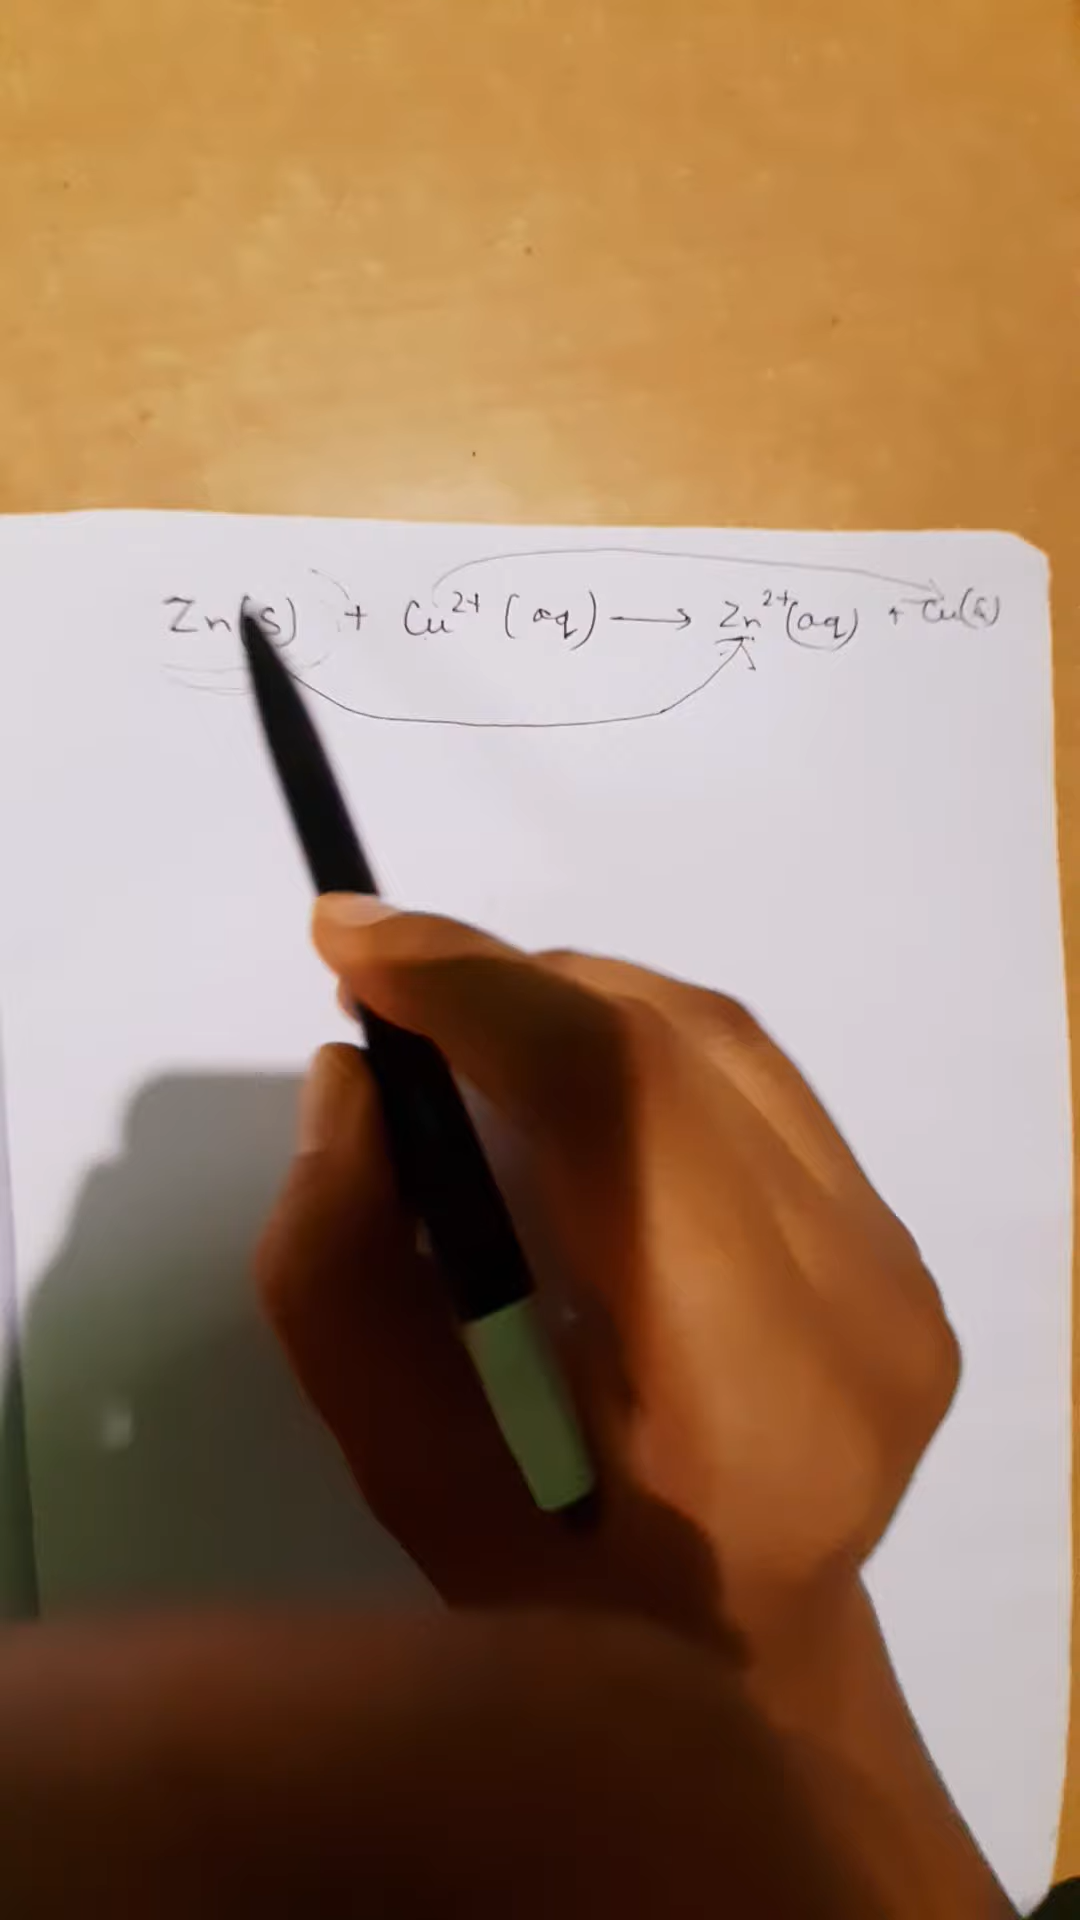 Zn(s) + Cu²⁺ (aq) → Zn²⁺(aq) + Cu(s)